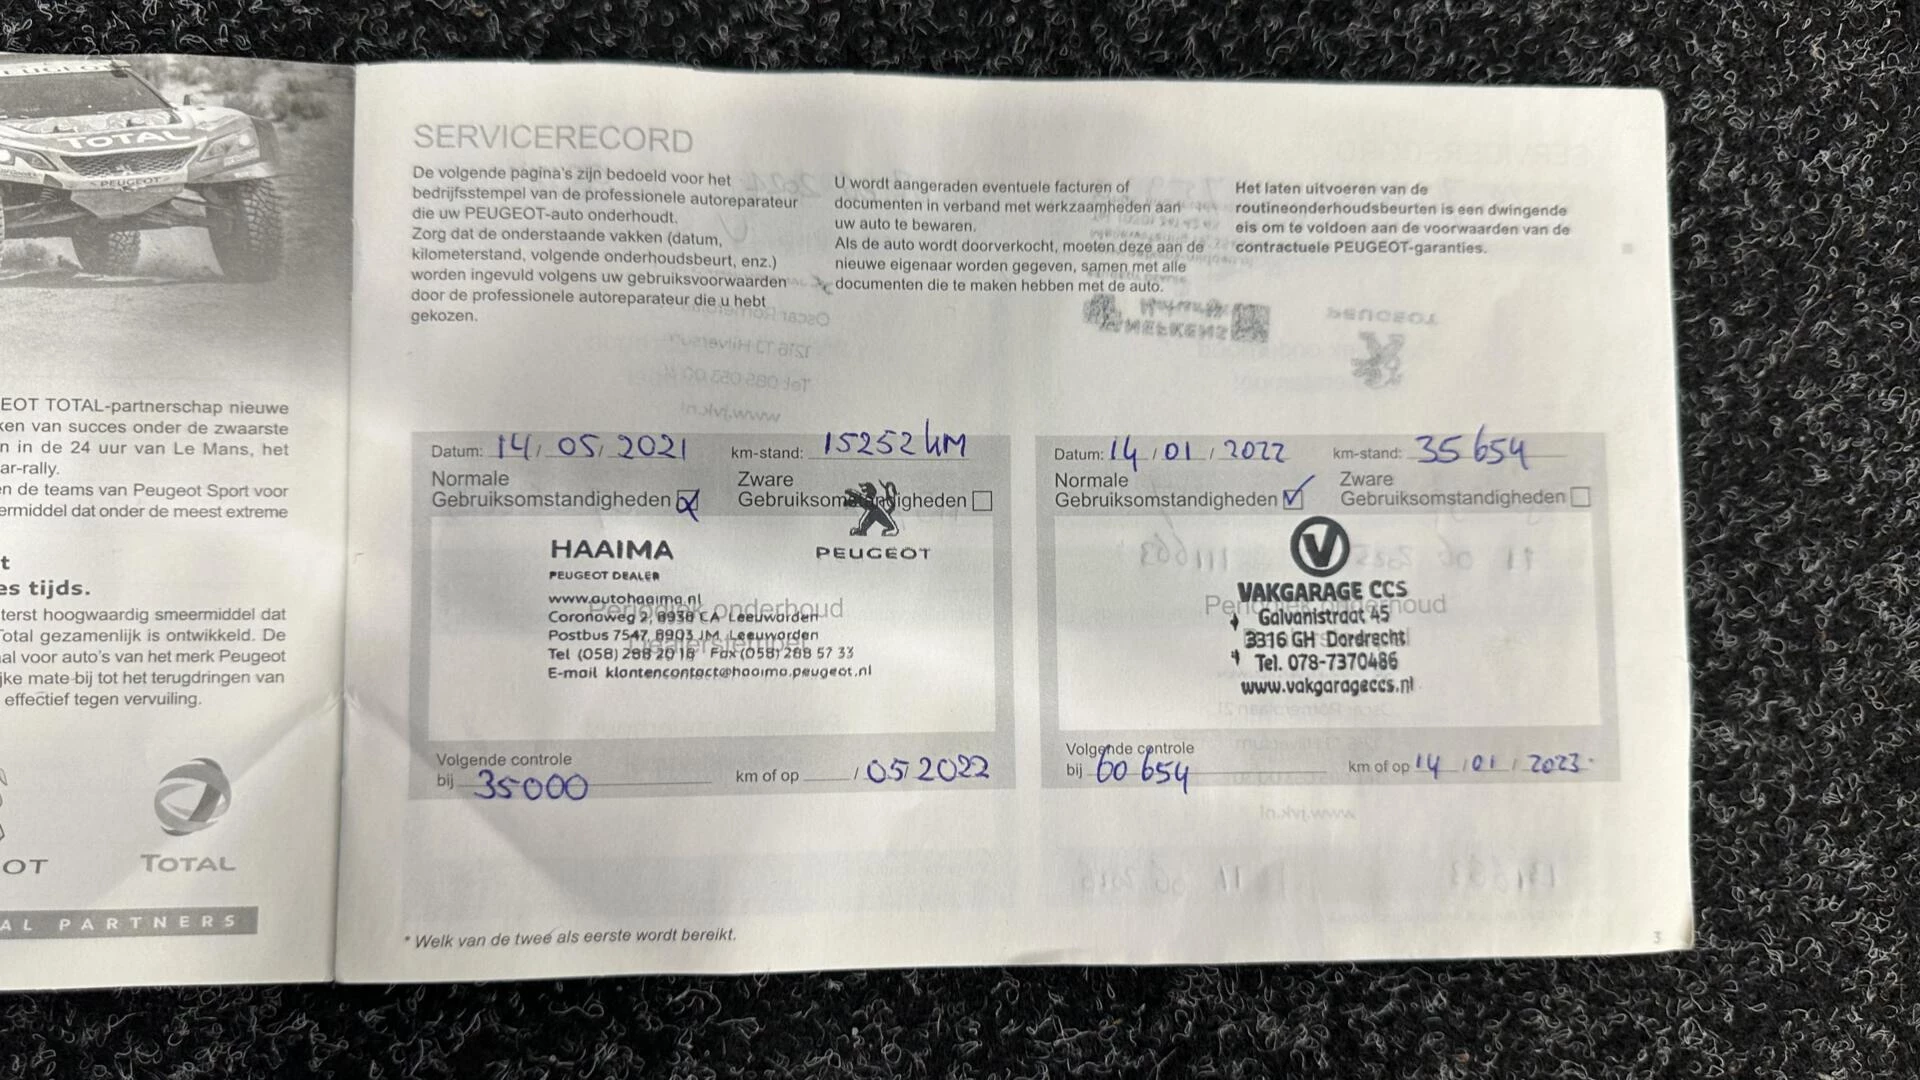 TOTAL
PEUGEOT
EOT TOTAL-partnerschap nieuwe
ken van succes onder de zwaarste
n in de 24 uur van Le Mans, het
ar-rally.
en de teams van Peugeot Sport voor
ermiddel dat onder de meest extreme
t
es tijds.
terst hoogwaardig smeermiddel dat
Total gezamenlijk is ontwikkeld. De
al voor auto's van het merk Peugeot
jke mate bij tot het terugdringen van
effectief tegen vervuiling.
OT TOTAL
AL PARTNERS
SERVICERECORD
De volgende pagina's zijn bedoeld voor het
bedrijfsstempel van de professionele autoreparateur
die uw PEUGEOT-auto onderhoudt.
Zorg dat de onderstaande vakken (datum,
kilometerstand, volgende onderhoudsbeurt, enz.)
worden ingevuld volgens uw gebruiksvoorwaarden
door de professionele autoreparateur die u hebt
gekozen.
U wordt aangeraden eventuele facturen of
documenten in verband met werkzaamheden aan
uw auto te bewaren.
Als de auto wordt doorverkocht, moeten deze aan de
nieuwe eigenaar worden gegeven, samen met alle
documenten die te maken hebben met de auto.
Het laten uitvoeren van de
routineonderhoudsbeurten is een dwingende
eis om te voldoen aan de voorwaarden van de
contractuele PEUGEOT-garanties.
Datum: 14/05/2021 km-stand: 15252 km
Normale Zware
Gebruiksomstandigheden Gebruiksomstandigheden
HAAIMA PEUGEOT
PEUGEOT DEALER
www.autohaaima.nl
Periodiek onderhoud
Coronaweg 2, 8938 CA Leeuwarden
Postbus 7547, 8903 JM Leeuwarden
Dealerstempel
Tel (058) 288 20 18 Fax (058) 288 57 33
E-mail klantencontact@haaima.peugeot.nl
Volgende controle
bij 35000 km of op / 05/2022
Datum: 14/01/2022 km-stand: 35 654
Normale Zware
Gebruiksomstandigheden Gebruiksomstandigheden
V
VAKGARAGE CCS
Periodiek onderhoud
Galvanistraat 45
3316 GH Dordrecht
Tel. 078-7370486
www.vakgarageccs.nl
Volgende controle
bij 60 654 km of op 14/01/2023
* Welk van de twee als eerste wordt bereikt.
3